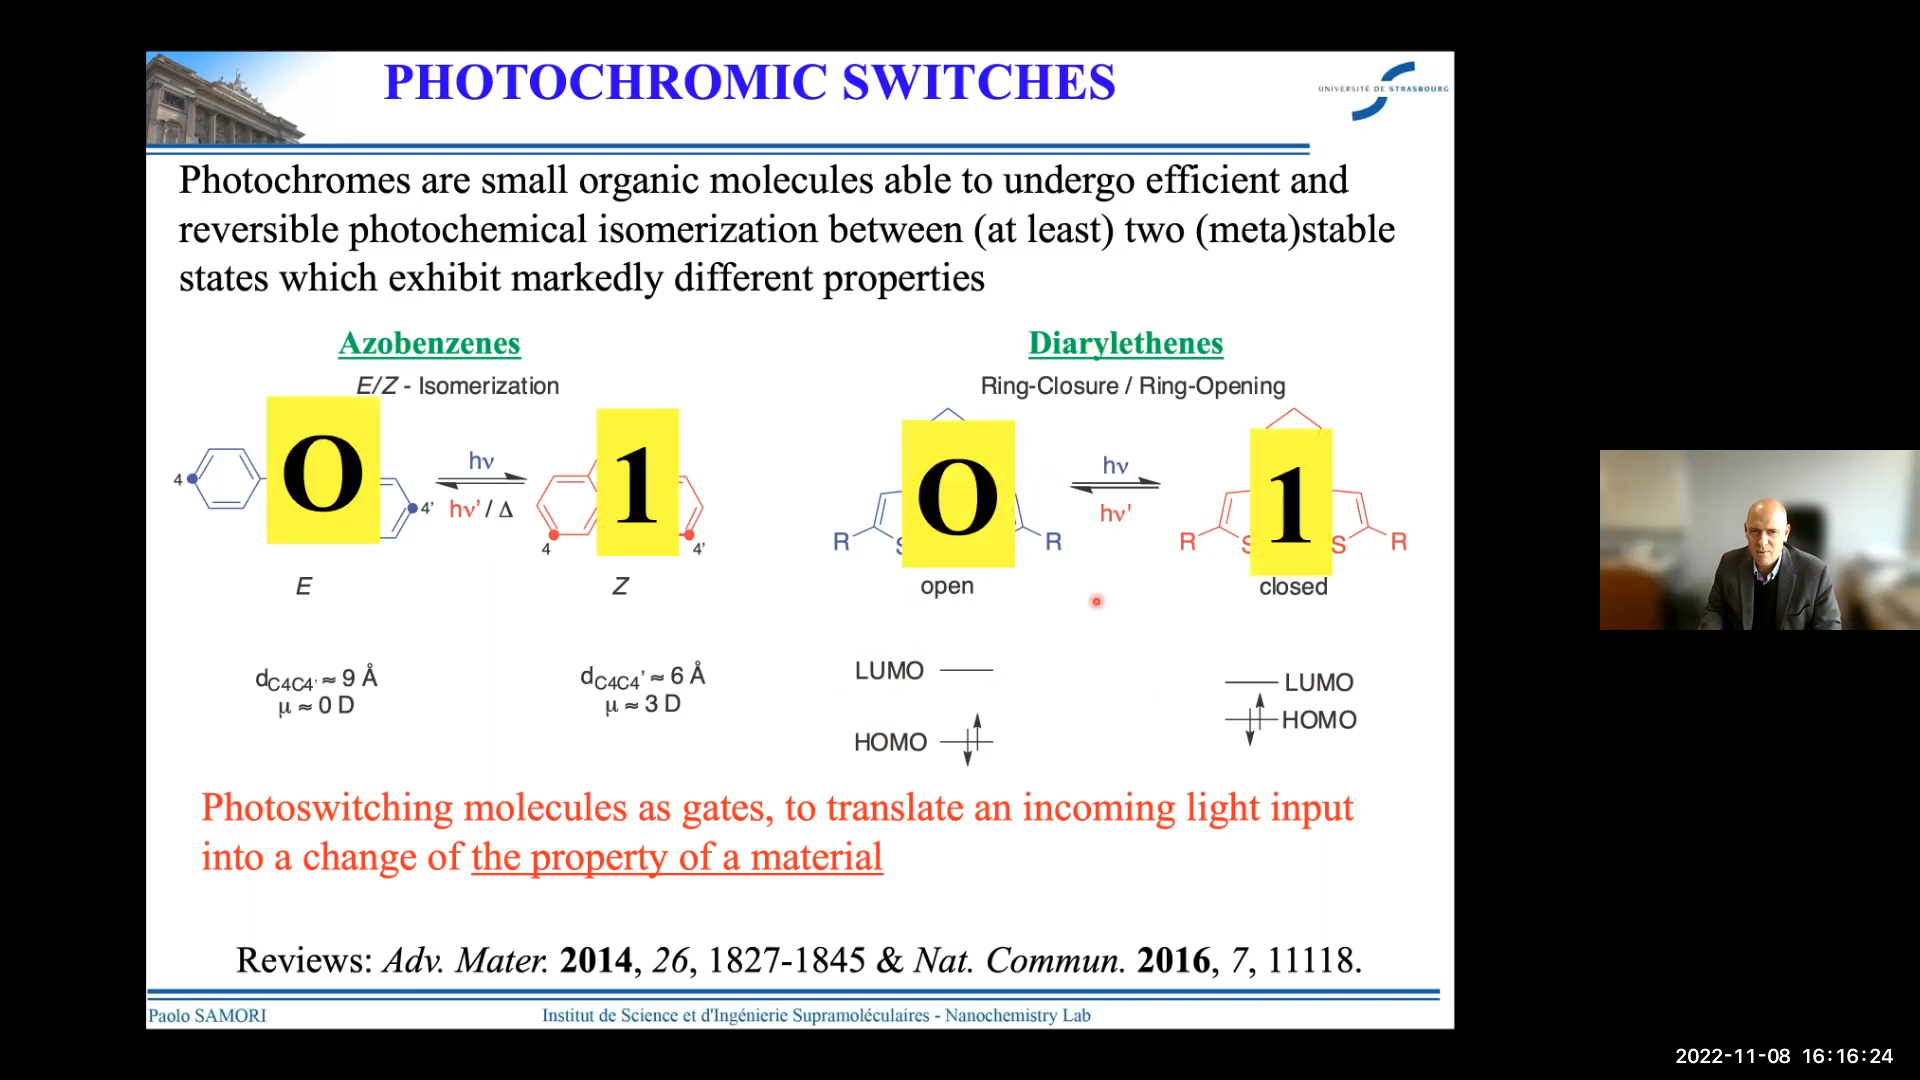 PHOTOCHROMIC SWITCHES
UNIVERSITÉ DE STRASBOURG
Photochromes are small organic molecules able to undergo efficient and
reversible photochemical isomerization between (at least) two (meta)stable
states which exhibit markedly different properties
Azobenzenes
E/Z - Isomerization
4
0
4'
hν
hν' / Δ
4
1
4'
E
Z
dC4C4' ≈ 9 Å
μ ≈ 0 D
dC4C4' ≈ 6 Å
μ ≈ 3 D
Diarylethenes
Ring-Closure / Ring-Opening
R
S
0
R
hν
hν'
R
S
1
S
R
open
closed
LUMO
HOMO
LUMO
HOMO
Photoswitching molecules as gates, to translate an incoming light input
into a change of the property of a material
Reviews: Adv. Mater. 2014, 26, 1827-1845 & Nat. Commun. 2016, 7, 11118.
Paolo SAMORI
Institut de Science et d'Ingénierie Supramoléculaires - Nanochemistry Lab
2022-11-08 16:16:24